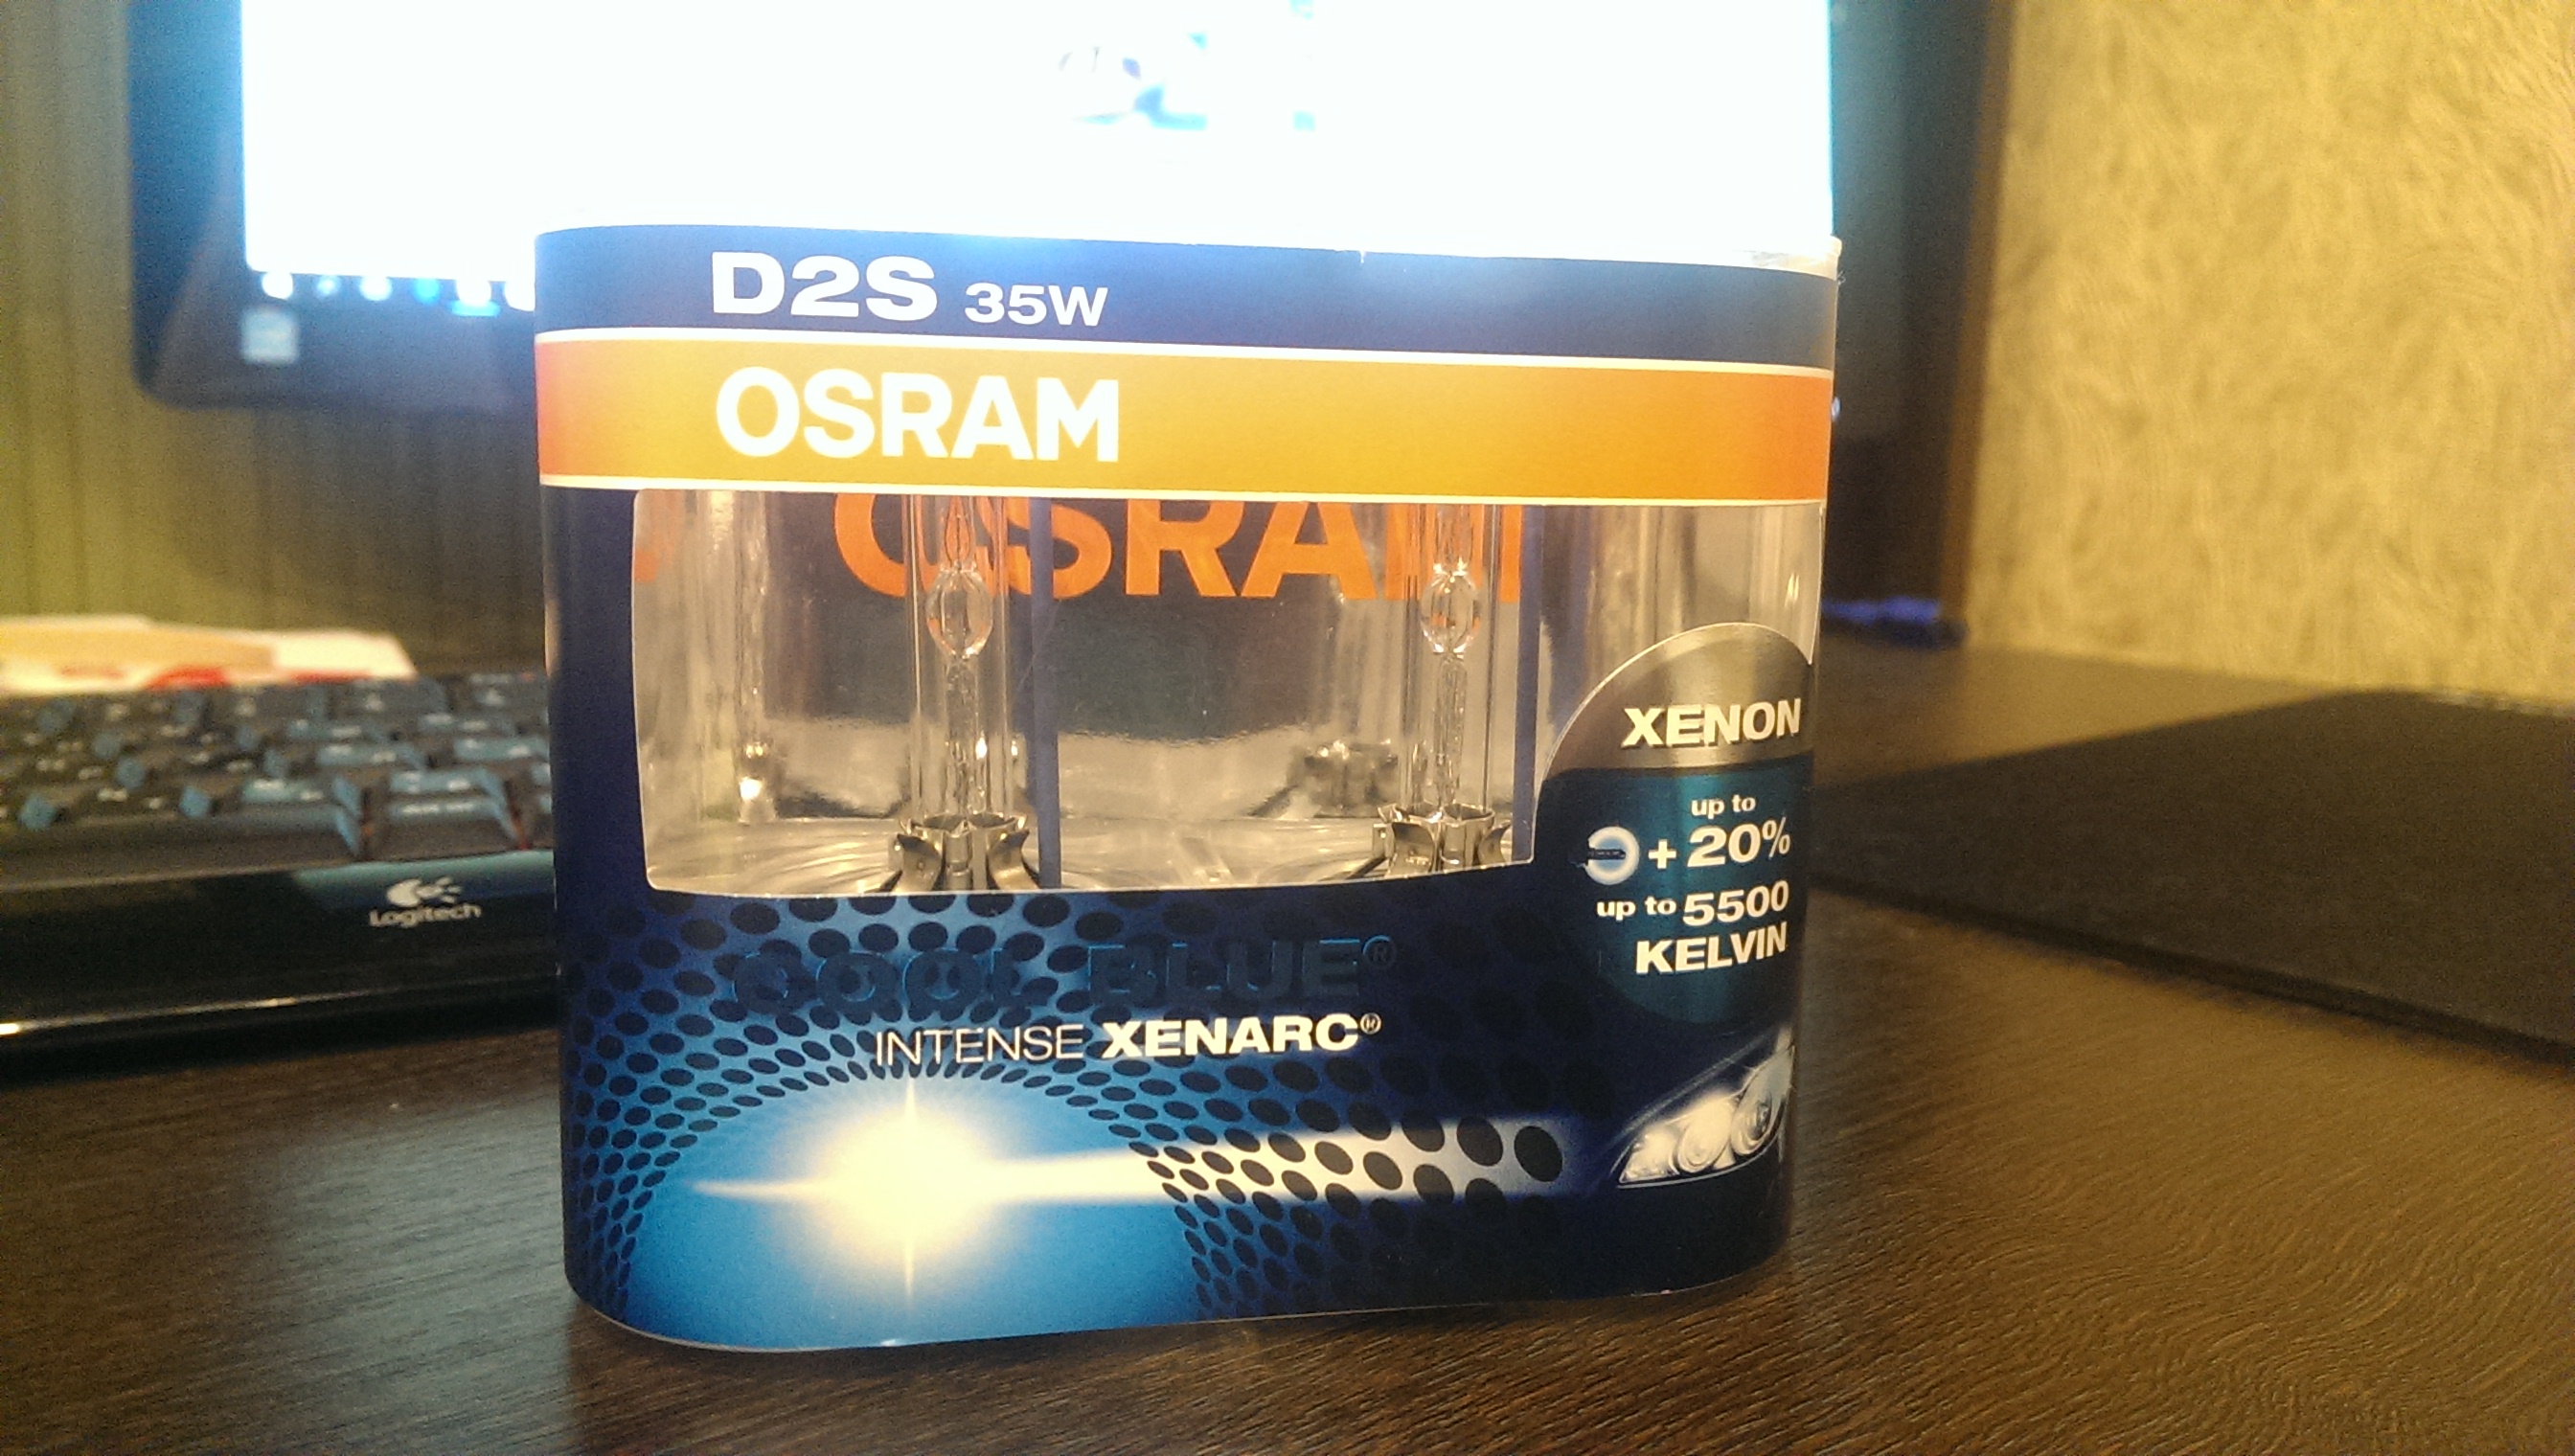 D2S 35W
OSRAM
OSRAM
XENON
up to
+ 20%
up to 5500
KELVIN
Logitech
COOL BLUE®
INTENSE XENARC®